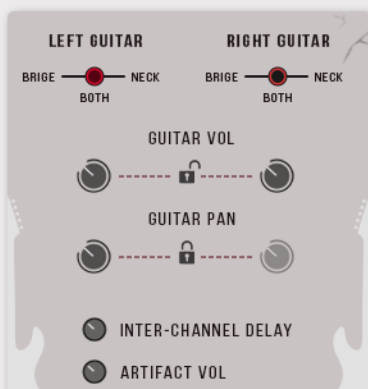 LEFT GUITAR RIGHT GUITAR
BRIGE NECK BRIGE NECK
BOTH BOTH
GUITAR VOL
GUITAR PAN
INTER-CHANNEL DELAY
ARTIFACT VOL